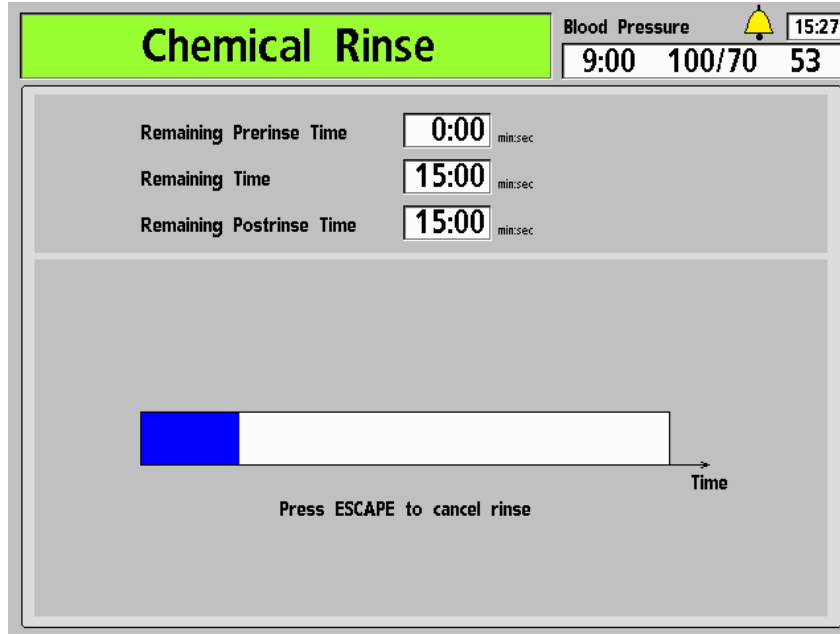 Chemical Rinse
Blood Pressure
15:27
9:00 100/70 53
Remaining Prerinse Time 0:00 min:sec
Remaining Time 15:00 min:sec
Remaining Postrinse Time 15:00 min:sec
Time
Press ESCAPE to cancel rinse